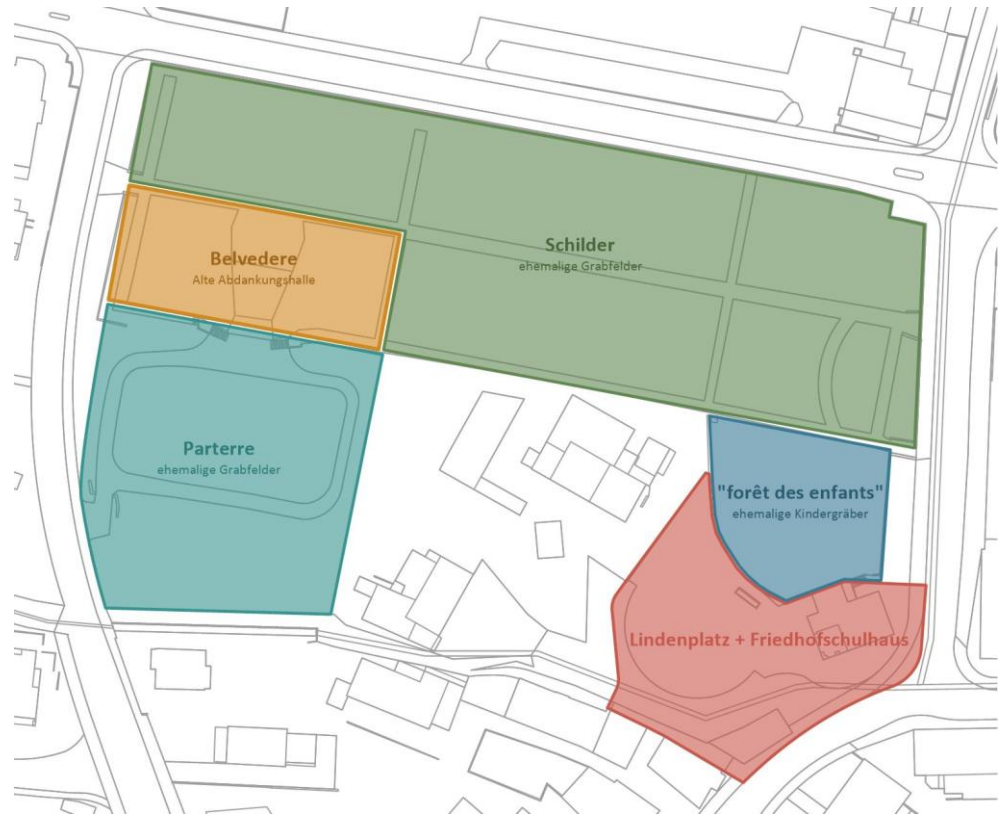 Schilder
ehemalige Grabfelder
Belvedere
Alte Abdankungshalle
Parterre
ehemalige Grabfelder
"forêt des enfants"
ehemalige Kindergräber
Lindenplatz + Friedhofschulhaus